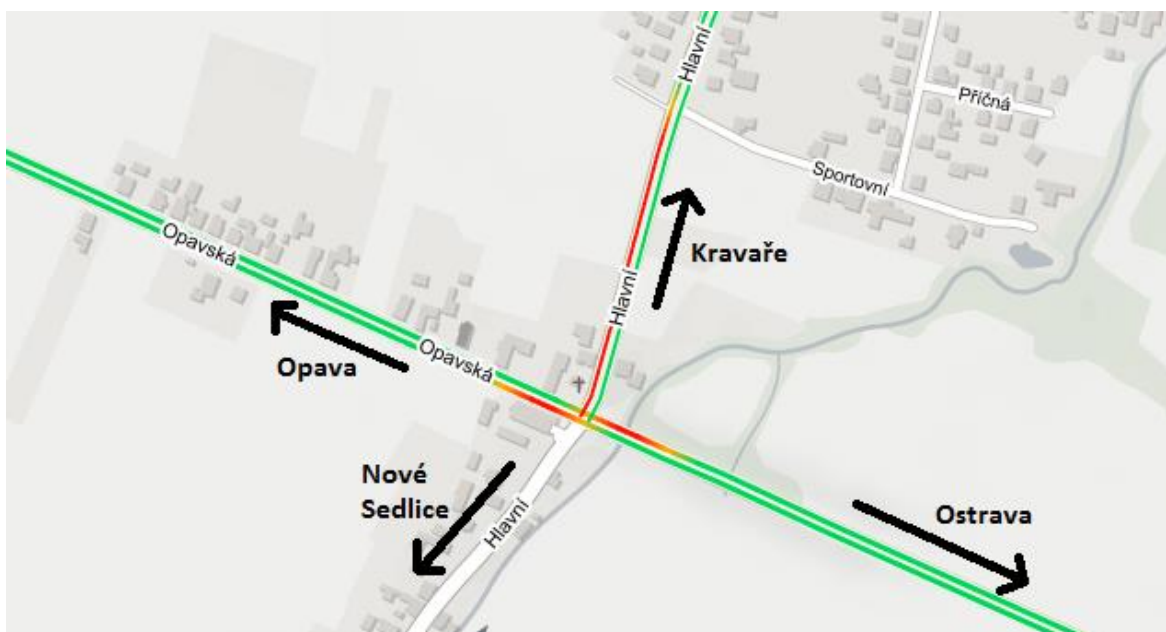 Hlavní
Příčná
Sportovní
Opavská
Kravaře
Hlavní
Opavská
Opava
Nové
Sedlice
Hlavní
Ostrava